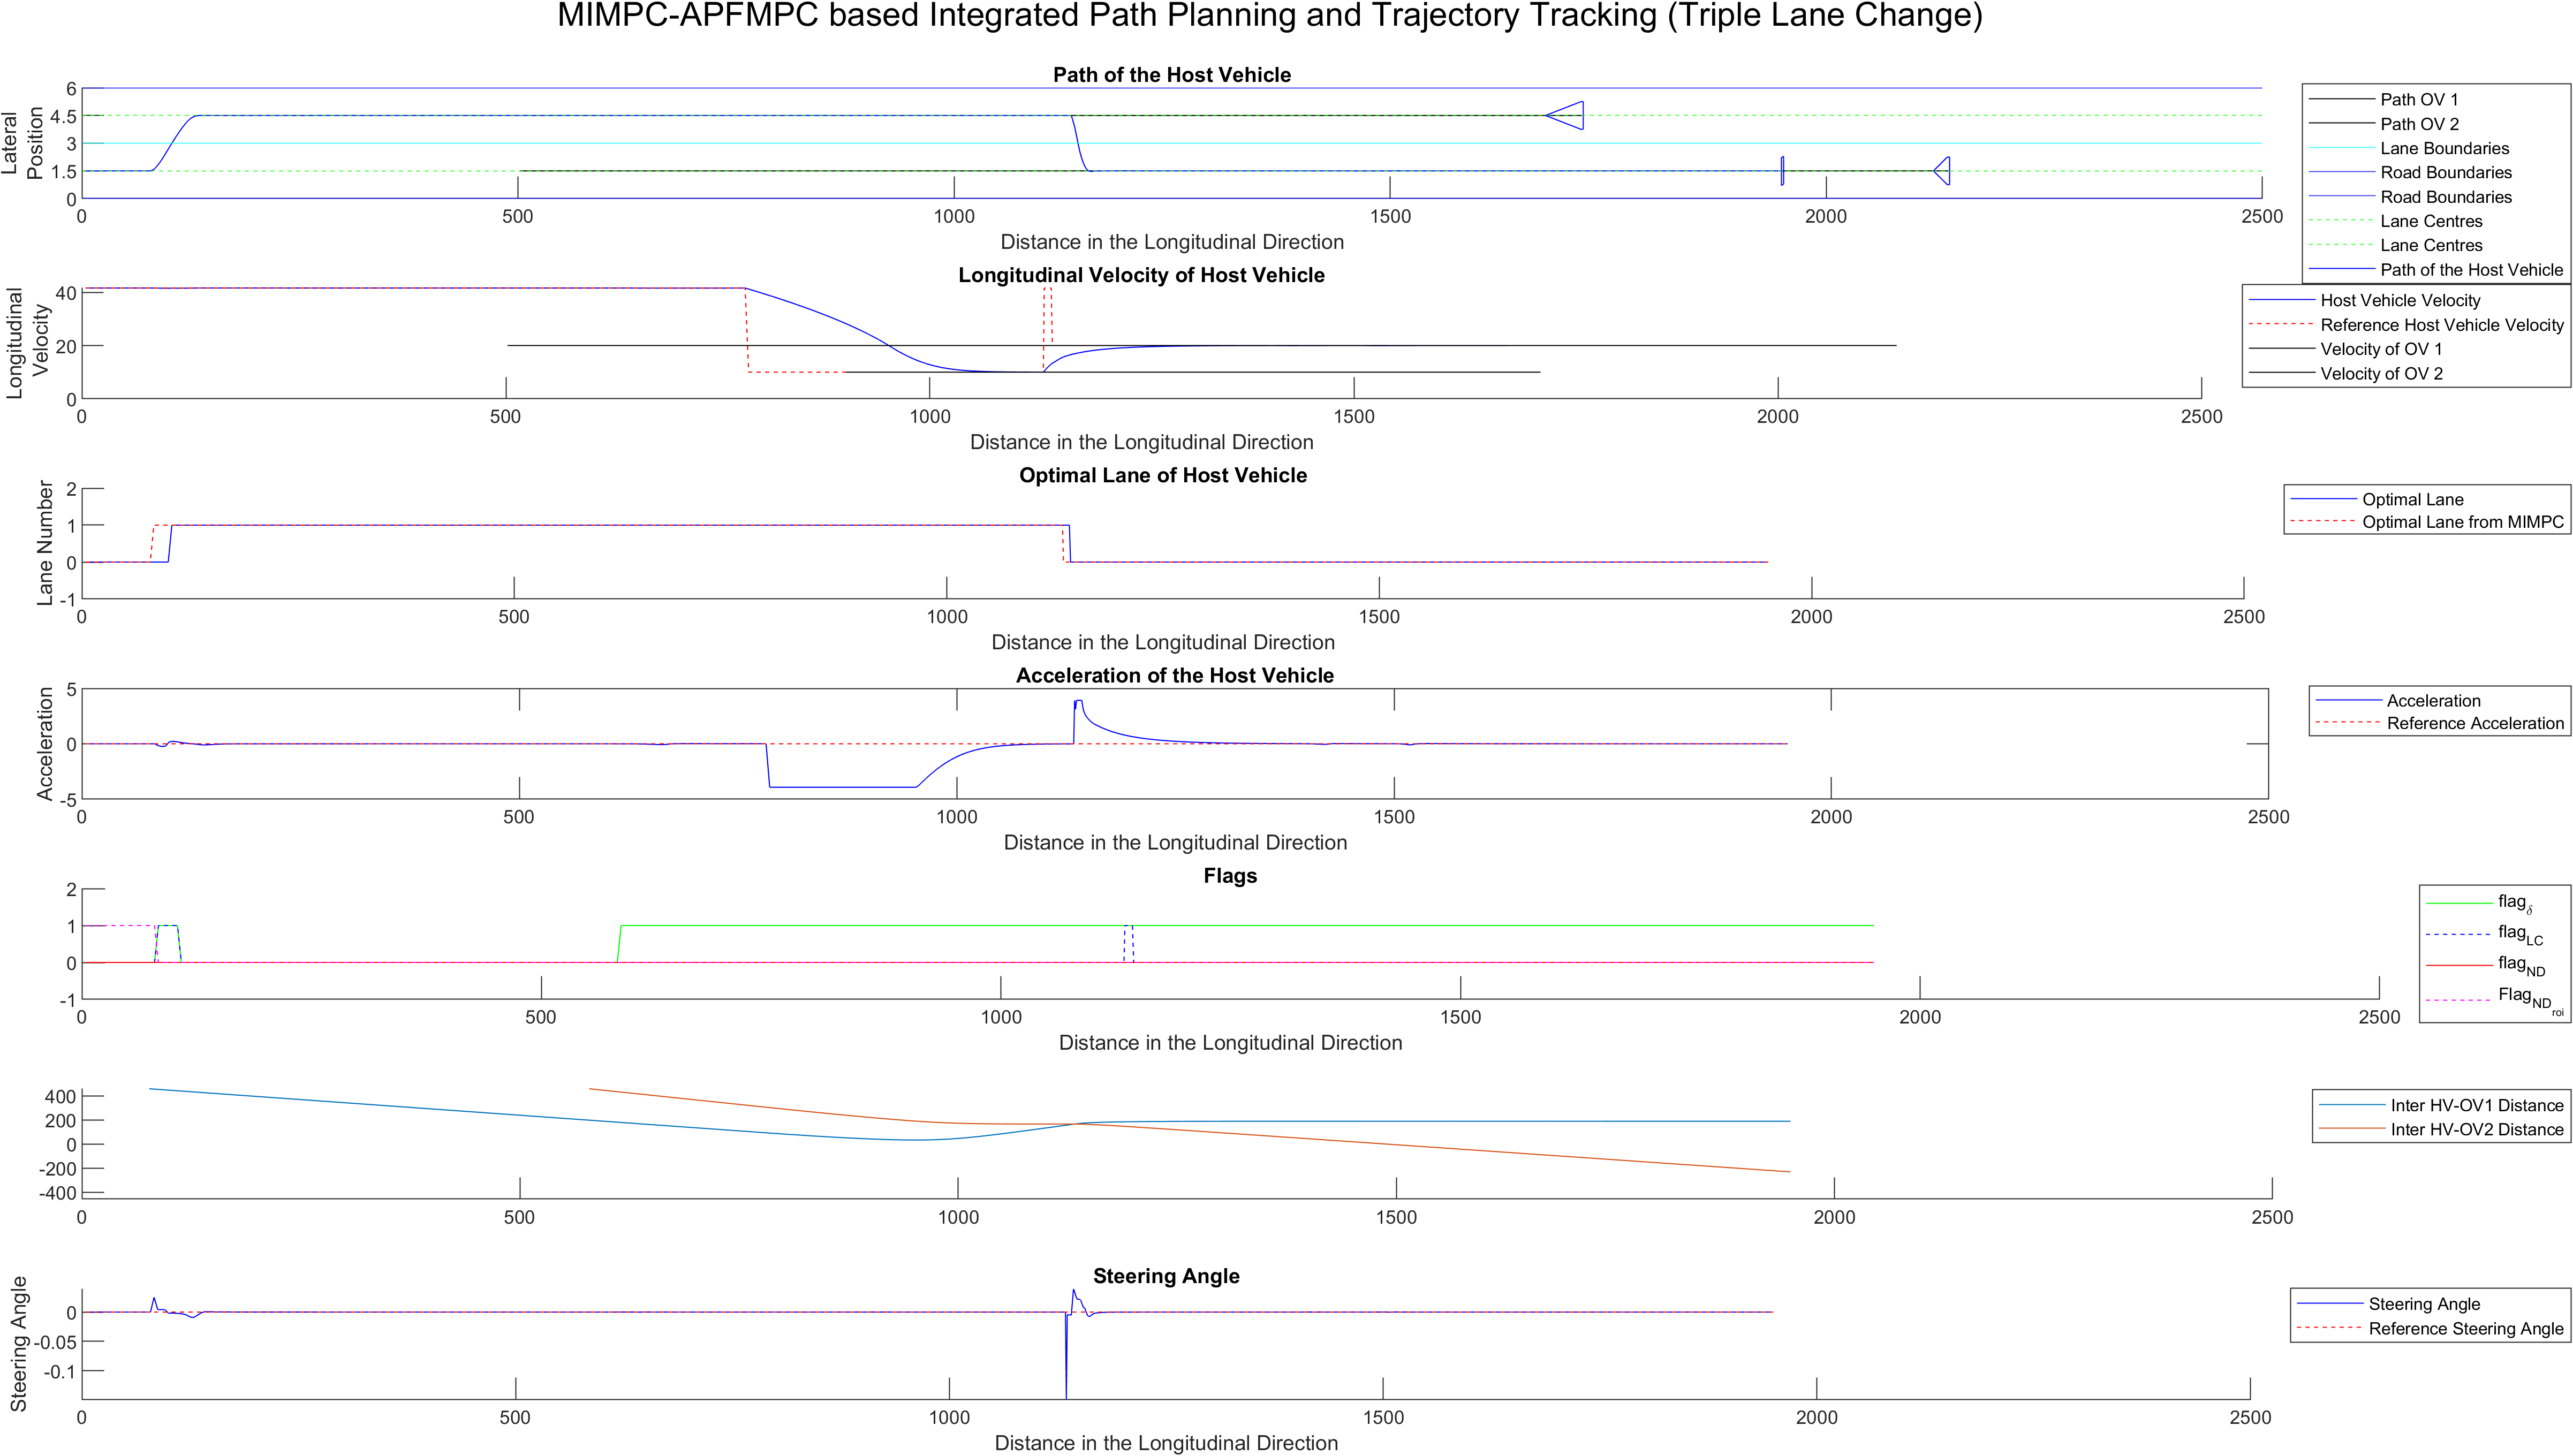 MIMPC-APFMPC based Integrated Path Planning and Trajectory Tracking (Triple Lane Change)
Path of the Host Vehicle
Lateral
Position
6
4.5
3
1.5
0
0 500 1000 1500 2000 2500
Distance in the Longitudinal Direction
Path OV 1
Path OV 2
Lane Boundaries
Road Boundaries
Road Boundaries
Lane Centres
Lane Centres
Path of the Host Vehicle
Longitudinal Velocity of Host Vehicle
Longitudinal
Velocity
40
20
0
0 500 1000 1500 2000 2500
Distance in the Longitudinal Direction
Host Vehicle Velocity
Reference Host Vehicle Velocity
Velocity of OV 1
Velocity of OV 2
Optimal Lane of Host Vehicle
Lane Number
2
1
0
-1
0 500 1000 1500 2000 2500
Distance in the Longitudinal Direction
Optimal Lane
Optimal Lane from MIMPC
Acceleration of the Host Vehicle
Acceleration
5
0
-5
0 500 1000 1500 2000 2500
Distance in the Longitudinal Direction
Acceleration
Reference Acceleration
Flags
2
1
0
-1
0 500 1000 1500 2000 2500
Distance in the Longitudinal Direction
flag δ
flag LC
flag ND
Flag ND roi
400
200
0
-200
-400
0 500 1000 1500 2000 2500
Inter HV-OV1 Distance
Inter HV-OV2 Distance
Steering Angle
Steering Angle
0
-0.05
-0.1
0 500 1000 1500 2000 2500
Distance in the Longitudinal Direction
Steering Angle
Reference Steering Angle